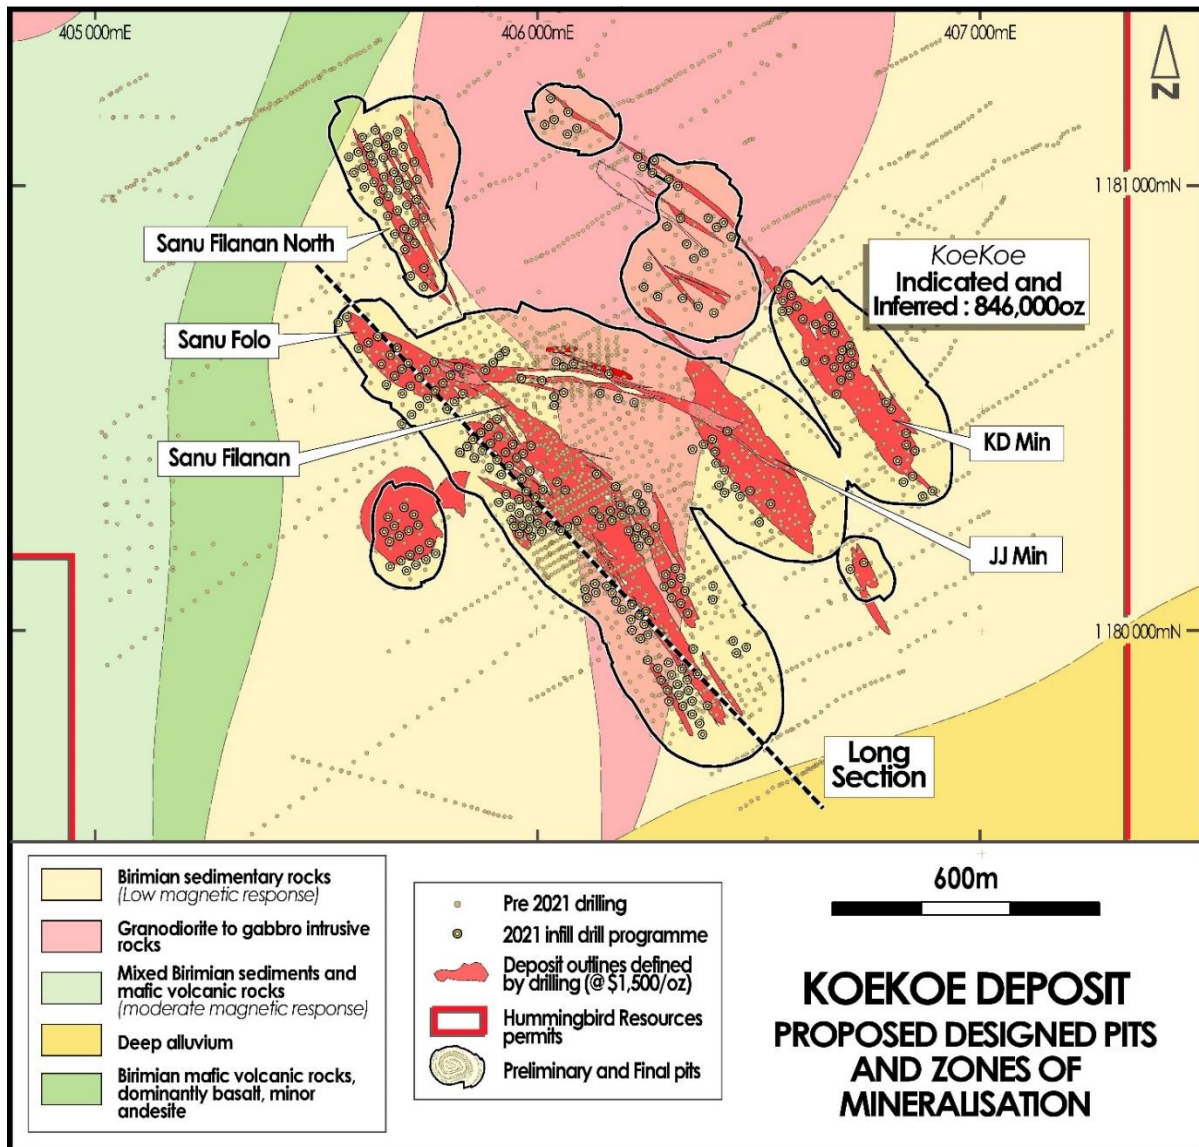 405 000mE
406 000mE
407 000mE
N
1 181 000mN
Sanu Filanan North
KoeKoe
Indicated and
Inferred : 846,000oz
Sanu Folo
KD Min
Sanu Filanan
JJ Min
1 180 000mN
Long
Section
Birimian sedimentary rocks
(Low magnetic response)
Granodiorite to gabbro intrusive
rocks
Mixed Birimian sediments and
mafic volcanic rocks
(moderate magnetic response)
Deep alluvium
Birimian mafic volcanic rocks,
dominantly basalt, minor
andesite
Pre 2021 drilling
2021 infill drill programme
Deposit outlines defined
by drilling (@ $1,500/oz)
Hummingbird Resources
permits
Preliminary and Final pits
600m
KOEKOE DEPOSIT
PROPOSED DESIGNED PITS
AND ZONES OF
MINERALISATION